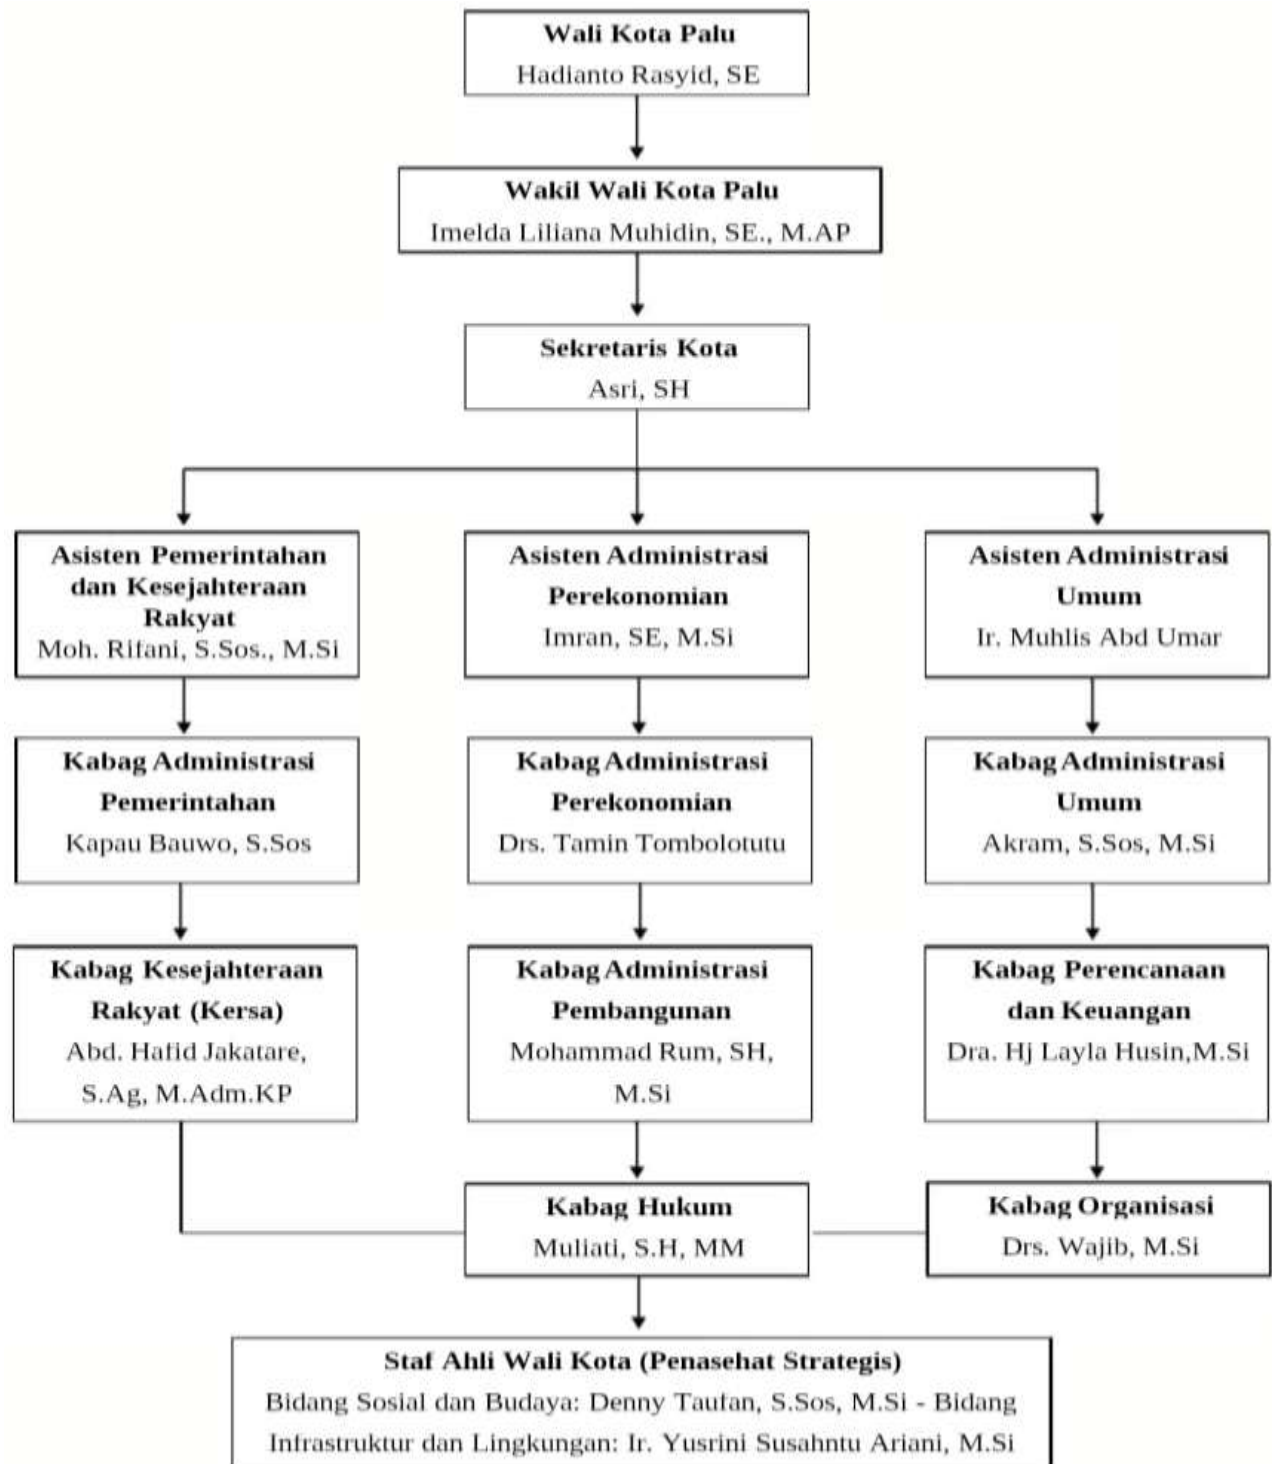 Wali Kota Palu
Hadianto Rasyid, SE
Wakil Wali Kota Palu
Imelda Liliana Muhidin, SE., M.AP
Sekretaris Kota
Asri, SH
Asisten Pemerintahan
dan Kesejahteraan
Rakyat
Moh. Rifani, S.Sos., M.Si
Asisten Administrasi
Perekonomian
Imran, SE, M.Si
Asisten Administrasi
Umum
Ir. Muhlis Abd Umar
Kabag Administrasi
Pemerintahan
Kapau Bauwo, S.Sos
Kabag Administrasi
Perekonomian
Drs. Tamin Tombolotutu
Kabag Administrasi
Umum
Akram, S.Sos, M.Si
Kabag Kesejahteraan
Rakyat (Kersa)
Abd. Hafid Jakatare,
S.Ag, M.Adm.KP
Kabag Administrasi
Pembangunan
Mohammad Rum, SH,
M.Si
Kabag Perencanaan
dan Keuangan
Dra. Hj Layla Husin,M.Si
Kabag Hukum
Muliati, S.H, MM
Kabag Organisasi
Drs. Wajib, M.Si
Staf Ahli Wali Kota (Penasehat Strategis)
Bidang Sosial dan Budaya: Denny Taufan, S.Sos, M.Si - Bidang
Infrastruktur dan Lingkungan: Ir. Yusrini Susahntu Ariani, M.Si